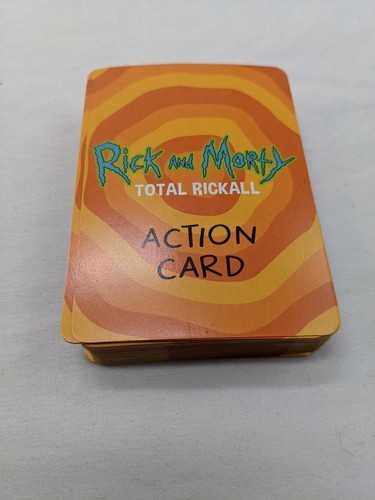 Rick and Morty
TOTAL RICKALL
ACTION
CARD